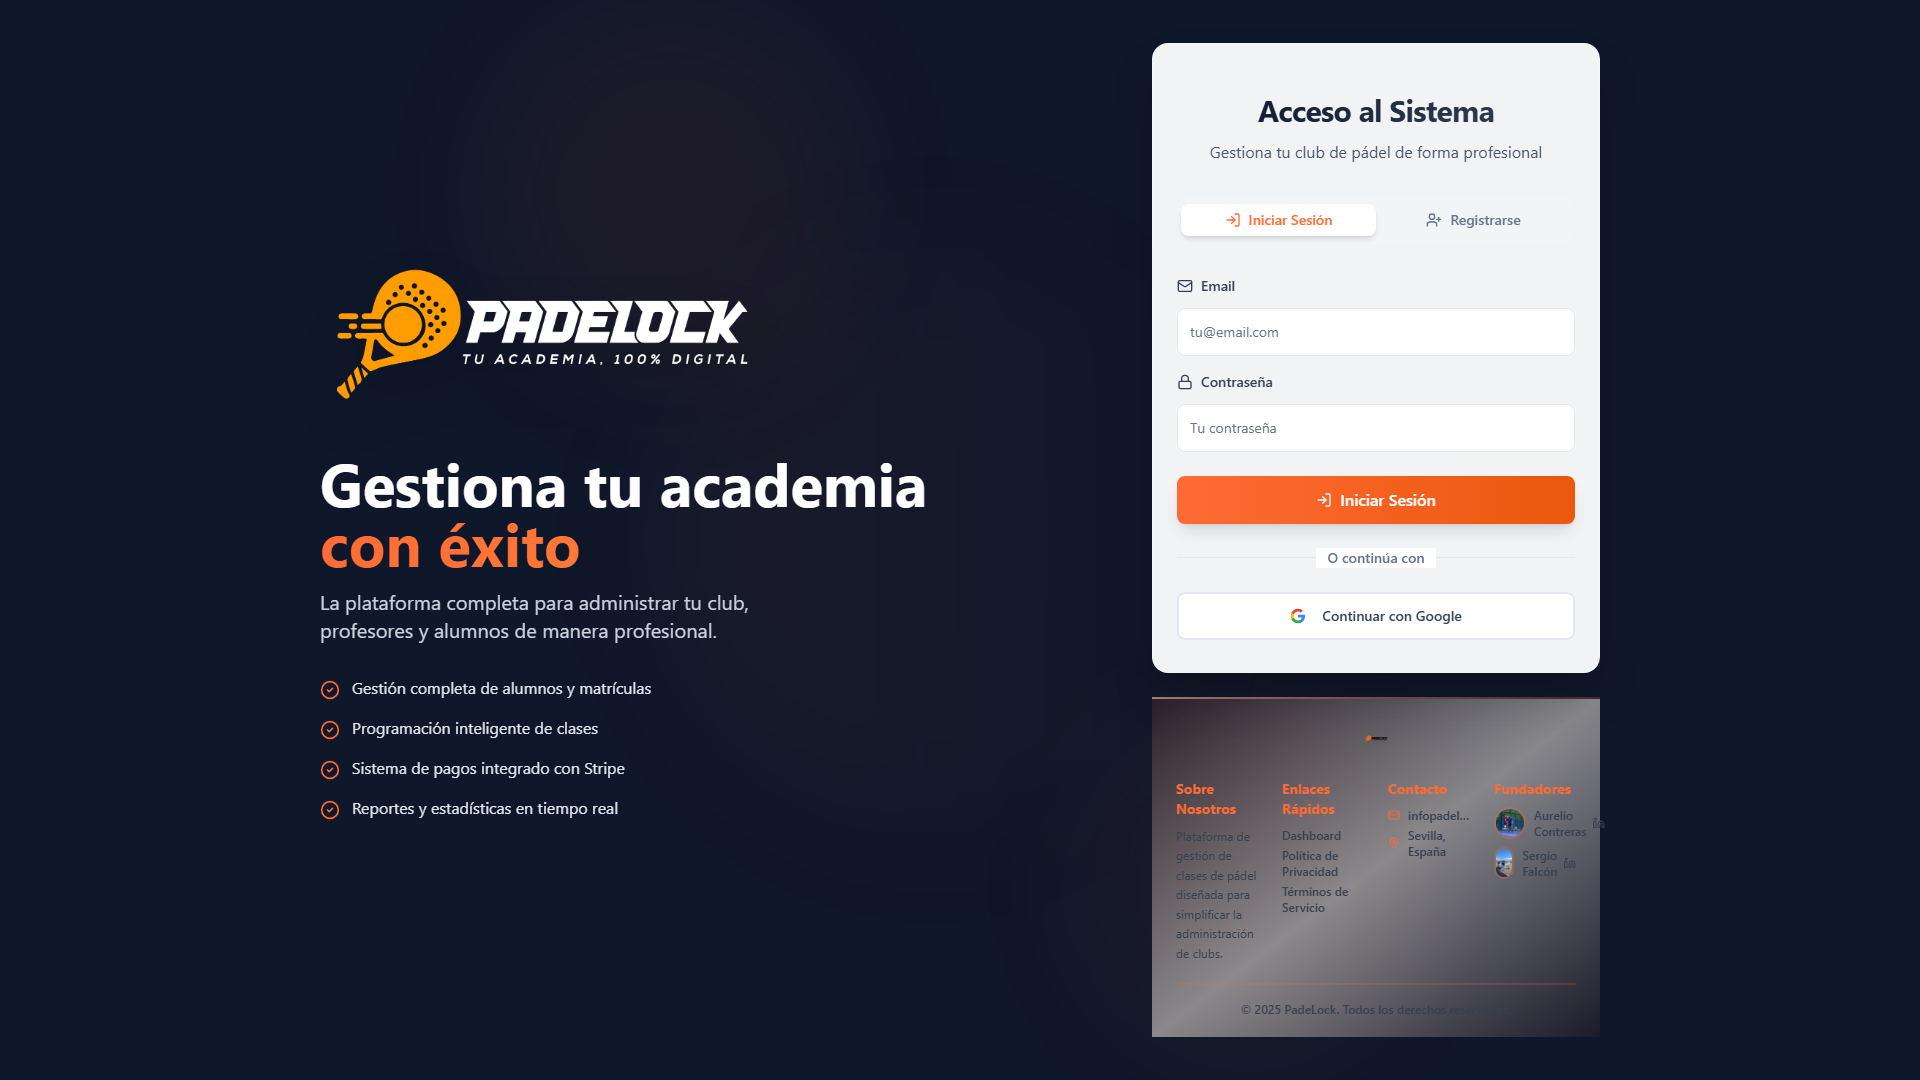 PADELOCK
TU ACADEMIA, 100% DIGITAL
Gestiona tu academia
con éxito
La plataforma completa para administrar tu club,
profesores y alumnos de manera profesional.
Gestión completa de alumnos y matrículas
Programación inteligente de clases
Sistema de pagos integrado con Stripe
Reportes y estadísticas en tiempo real
Acceso al Sistema
Gestiona tu club de pádel de forma profesional
Iniciar Sesión
Registrarse
Email
tu@email.com
Contraseña
Tu contraseña
Iniciar Sesión
O continúa con
Continuar con Google
Sobre
Nosotros
Plataforma de
gestión de
clases de pádel
diseñada para
simplificar la
administración
de clubs.
Enlaces
Rápidos
Dashboard
Política de
Privacidad
Términos de
Servicio
Contacto
infopadel...
Sevilla,
España
Fundadores
Aurelio
Contreras
Sergio
Falcón
© 2025 PadeLock. Todos los derechos